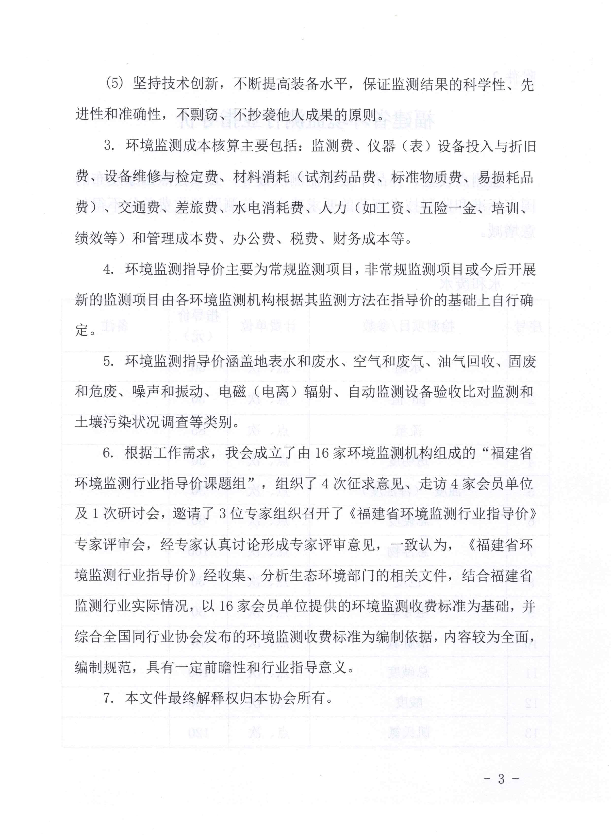 (5) 坚持技术创新，不断提高装备水平，保证监测结果的科学性、先
进性和准确性，不剽窃、不抄袭他人成果的原则。
3. 环境监测成本核算主要包括：监测费、仪器（表）设备投入与折旧
费、设备维修与检定费、材料消耗（试剂药品费、标准物质费、易损耗品
费）、交通费、差旅费、水电消耗费、人力（如工资、五险一金、培训、
绩效等）和管理成本费、办公费、税费、财务成本等。
4. 环境监测指导价主要为常规监测项目，非常规监测项目或今后开展
新的监测项目由各环境监测机构根据其监测方法在指导价的基础上自行确
定。
5. 环境监测指导价涵盖地表水和废水、空气和废气、油气回收、固废
和危废、噪声和振动、电磁（电离）辐射、自动监测设备验收比对监测和
土壤污染状况调查等类别。
6. 根据工作需求，我会成立了由16家环境监测机构组成的“福建省
环境监测行业指导价课题组”，组织了4次征求意见、走访4家会员单位
及1次研讨会，邀请了3位专家组织召开了《福建省环境监测行业指导价》
专家评审会，经专家认真讨论形成专家评审意见，一致认为，《福建省环
境监测行业指导价》经收集、分析生态环境部门的相关文件，结合福建省
监测行业实际情况，以16家会员单位提供的环境监测收费标准为基础，并
综合全国同行业协会发布的环境监测收费标准为编制依据，内容较为全面，
编制规范，具有一定前瞻性和行业指导意义。
7. 本文件最终解释权归本协会所有。
- 3 -